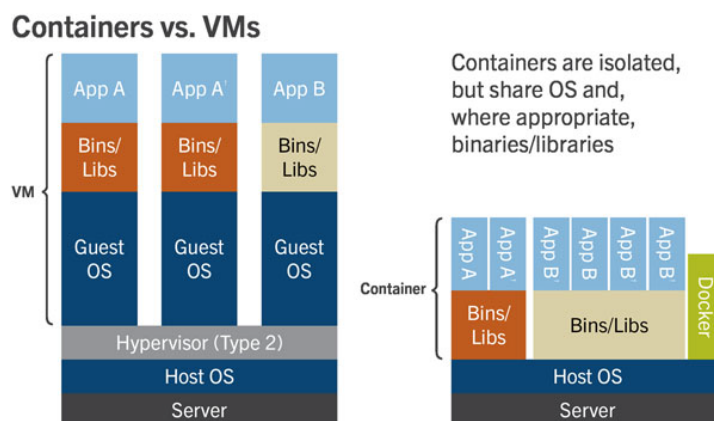 Containers vs. VMs
App A
App A'
App B
Bins/
Libs
Bins/
Libs
Bins/
Libs
VM
Guest
OS
Guest
OS
Guest
OS
Hypervisor (Type 2)
Host OS
Server
Containers are isolated,
but share OS and,
where appropriate,
binaries/libraries
App A
App A'
App B'
App B
App B'
App B'
Docker
Container
Bins/
Libs
Bins/Libs
Host OS
Server